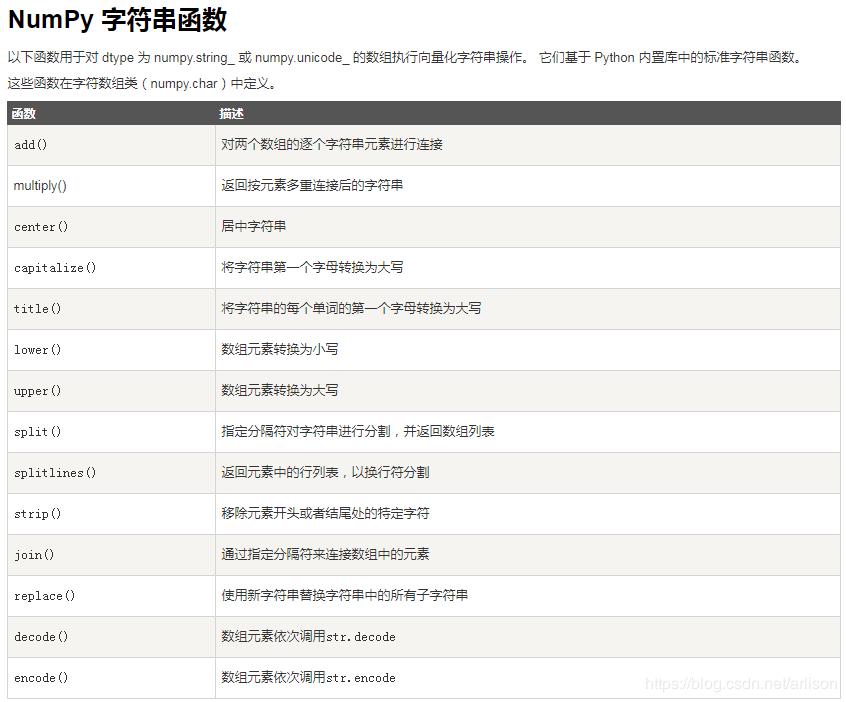 NumPy 字符串函数
以下函数用于对 dtype 为 numpy.string_ 或 numpy.unicode_ 的数组执行向量化字符串操作。 它们基于 Python 内置库中的标准字符串函数。
这些函数在字符数组类（numpy.char）中定义。
函数 描述
add() 对两个数组的逐个字符串元素进行连接
multiply() 返回按元素多重连接后的字符串
center() 居中字符串
capitalize() 将字符串第一个字母转换为大写
title() 将字符串的每个单词的第一个字母转换为大写
lower() 数组元素转换为小写
upper() 数组元素转换为大写
split() 指定分隔符对字符串进行分割，并返回数组列表
splitlines() 返回元素中的行列表，以换行符分割
strip() 移除元素开头或者结尾处的特定字符
join() 通过指定分隔符来连接数组中的元素
replace() 使用新字符串替换字符串中的所有子字符串
decode() 数组元素依次调用str.decode
encode() 数组元素依次调用str.encode
https://blog.csdn.net/arlison